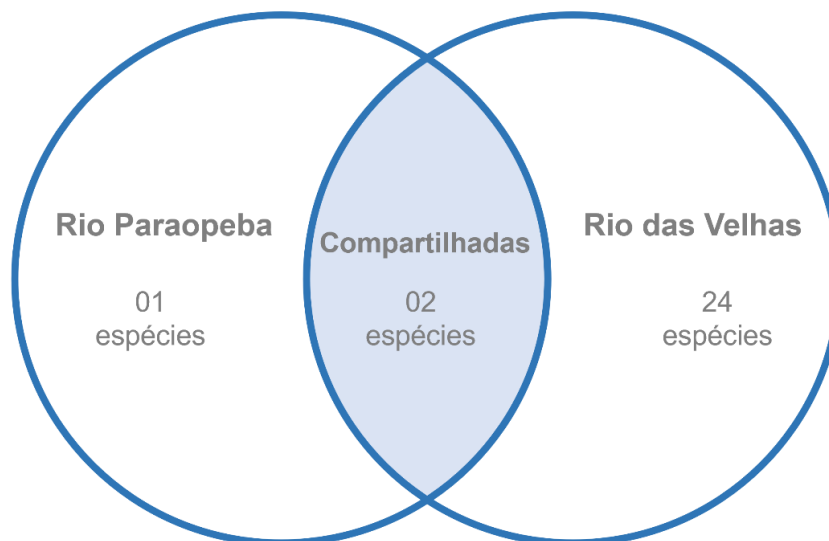 Rio Paraopeba
01
espécies
Compartilhadas
02
espécies
Rio das Velhas
24
espécies